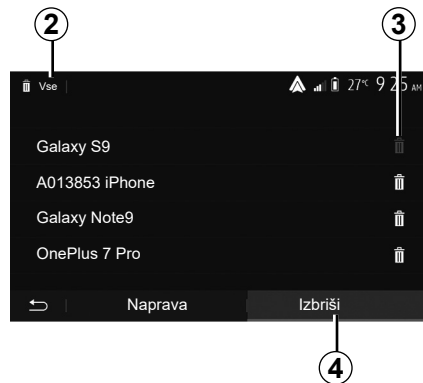 2 3
Vse 27°C 9 25 AM
Galaxy S9
A013853 iPhone
Galaxy Note9
OnePlus 7 Pro
Naprava Izbriši
4